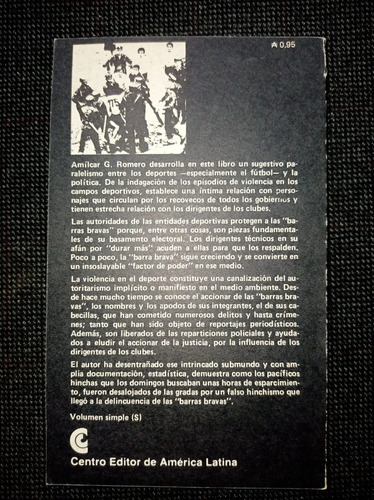 ₳ 0,95
Amílcar G. Romero desarrolla en este libro un sugestivo pa-
ralelismo entre los deportes —especialmente el fútbol— y la
política. De la indagación de los episodios de violencia en los
campos deportivos, establece una íntima relación con perso-
najes que circulan por los recovecos de todos los gobiernos y
tienen estrecha relación con los dirigentes de los clubes.
Las autoridades de las entidades deportivas protegen a las "ba-
rras bravas" porque, entre otras cosas, son piezas fundamenta-
les de su basamento electoral. Los dirigentes técnicos en su
afán por "durar más" acuden a ellas para que los respalden.
Poco a poco, la "barra brava" sigue creciendo y se convierte en
un insoslayable "factor de poder" en ese medio.
La violencia en el deporte constituye una canalización del au-
toritarismo implícito o manifiesto en el medio ambiente. Des-
de hace mucho tiempo se conoce el accionar de las "barras bra-
vas", los nombres y los apodos de sus integrantes, el de sus ca-
becillas, que han cometido numerosos delitos y hasta críme-
nes; tanto que han sido objeto de reportajes periodísticos.
Además, son liberados de las reparticiones policiales y ayuda-
dos a eludir el accionar de la justicia, por la influencia de los
dirigentes de los clubes.
El autor ha desentrañado ese intrincado submundo y con am-
plia documentación, estadística, demuestra como los pacíficos
hinchas que los domingos buscaban unas horas de esparcimien-
to, fueron desalojados de las gradas por un falso hinchismo que
llegó a la delincuencia de las "barras bravas".
Volumen simple (S)
Centro Editor de América Latina